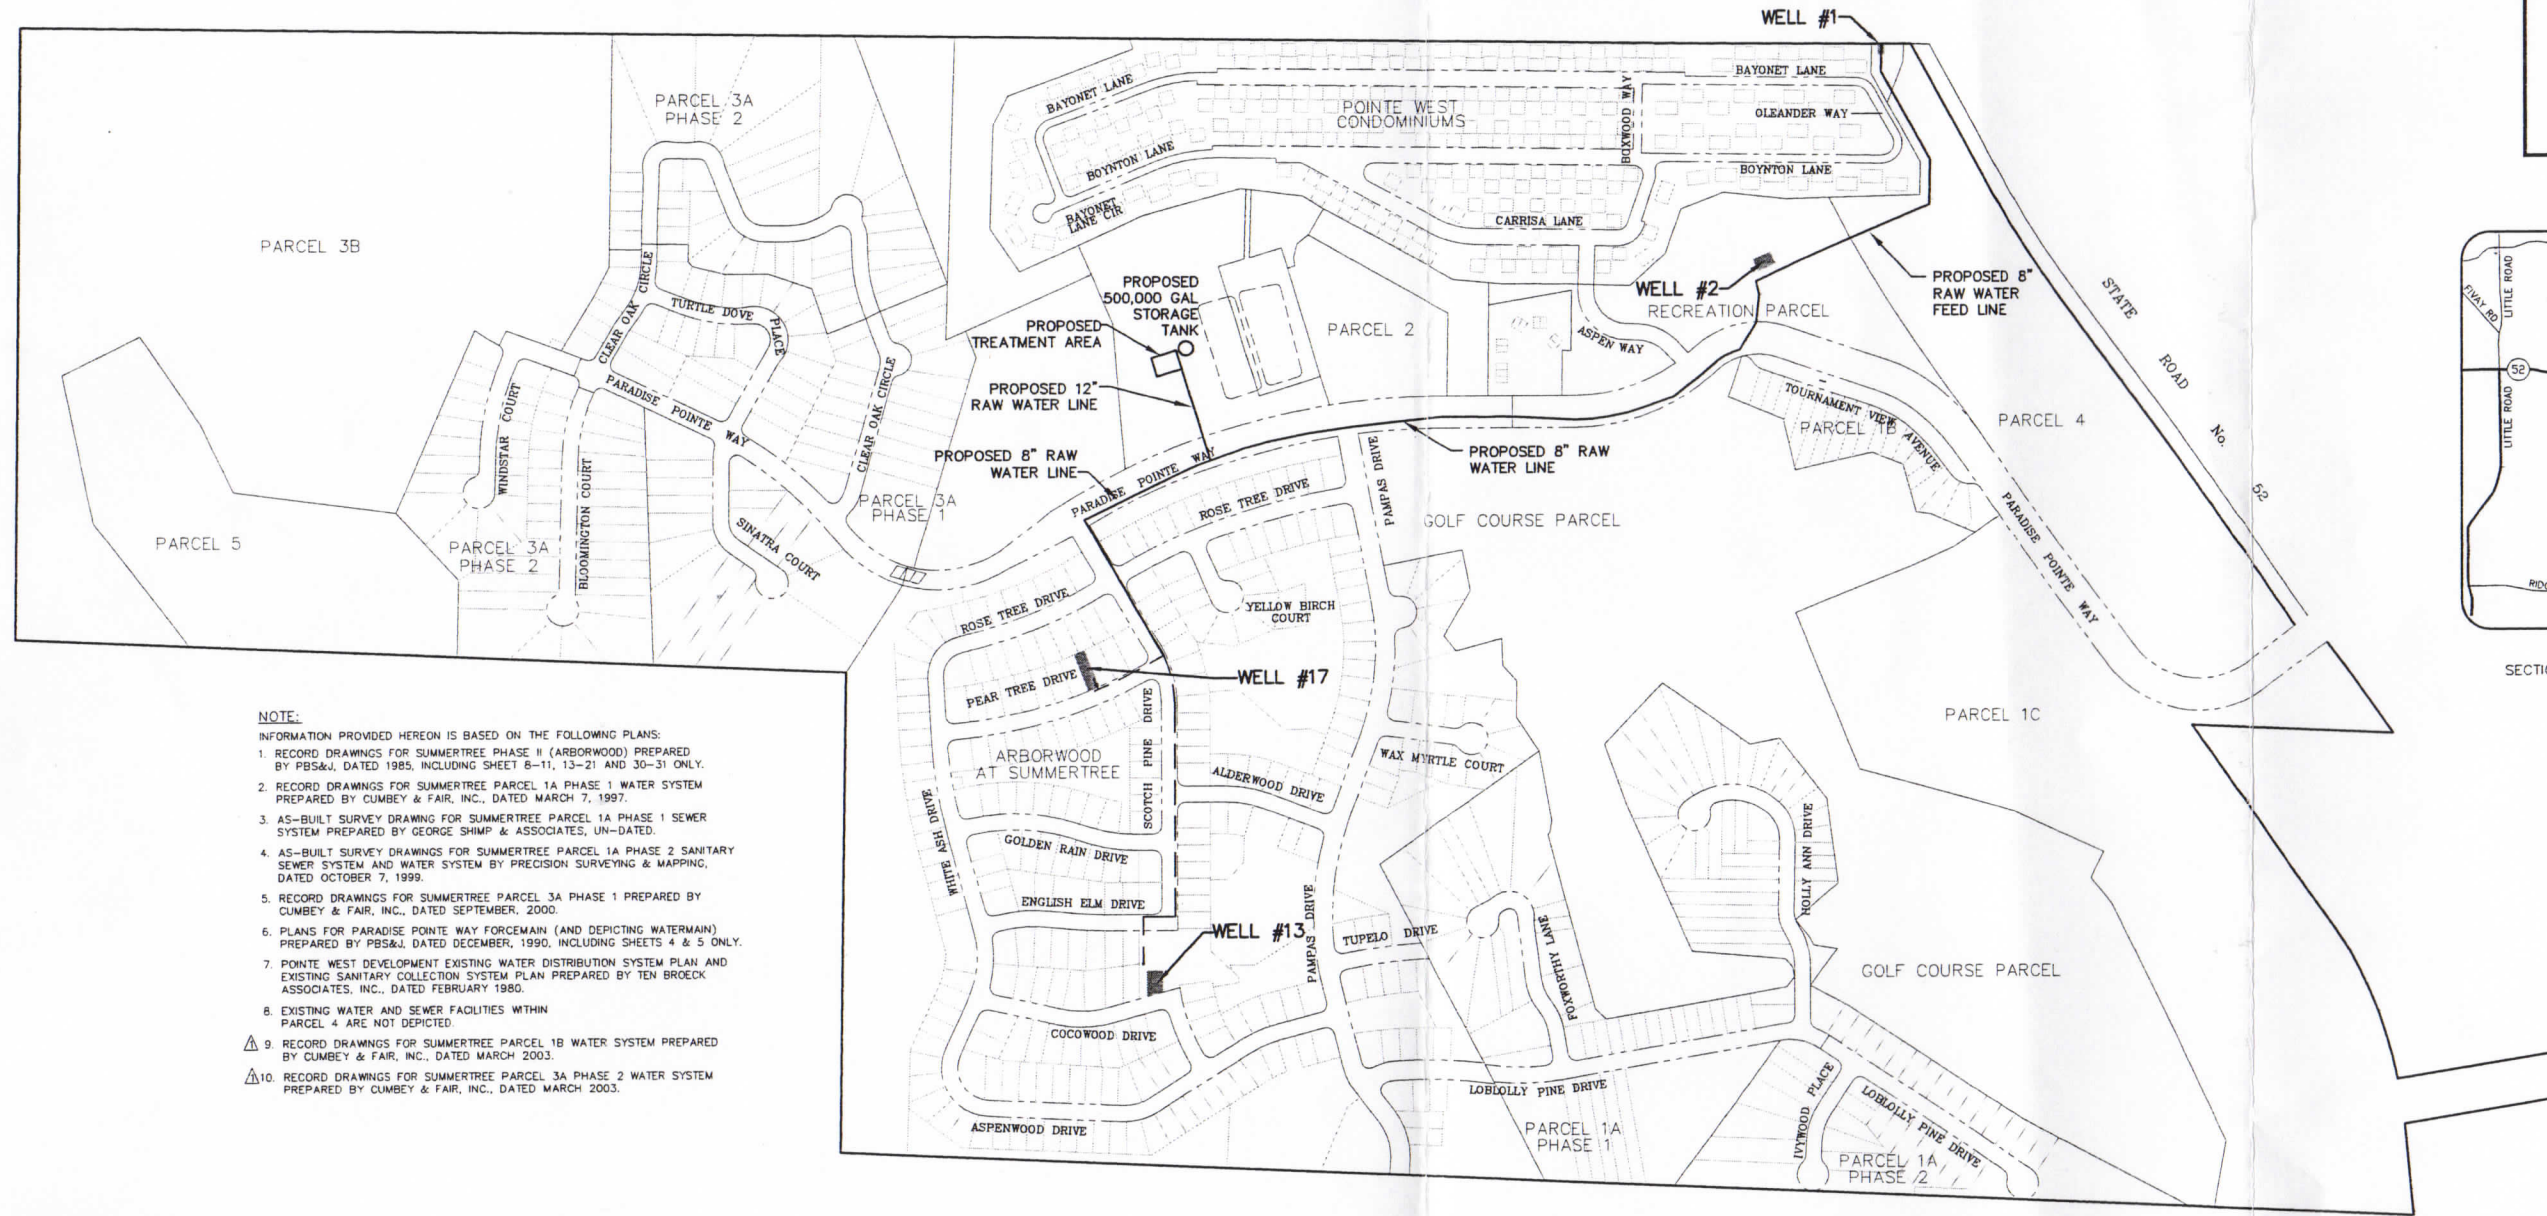 WELL #1
PARCEL 3A
PHASE 2
BAYONET LANE
BAYONET LANE
POINTE WEST
CONDOMINIUMS
BOXWOOD WAY
OLEANDER WAY
BOYNTON LANE
BOYNTON LANE
BAYONET
LANE CIR
CARRISA LANE
PARCEL 3B
CLEAR OAK CIRCLE
TURTLE DOVE PLACE
PARADISE POINTE WAY
CLEAR OAK CIRCLE
PROPOSED
500,000 GAL
STORAGE
TANK
PROPOSED
TREATMENT AREA
PROPOSED 12"
RAW WATER LINE
PROPOSED 8" RAW
WATER LINE
PARCEL 2
ASPEN WAY
WELL #2
RECREATION PARCEL
PROPOSED 8"
RAW WATER
FEED LINE
STATE ROAD No. 52
TOURNAMENT VIEW AVENUE
PARCEL 1B
PARCEL 4
PROPOSED 8" RAW
WATER LINE
PARADISE POINTE WAY
ROSE TREE DRIVE
PAMPAS DRIVE
GOLF COURSE PARCEL
PARADISE POINTE WAY
WINDSTAR COURT
BLOOMINGTON COURT
SINATRA COURT
PARCEL 3A
PHASE 1
PARCEL 5
PARCEL 3A
PHASE 2
ROSE TREE DRIVE
YELLOW BIRCH
COURT
PEAR TREE DRIVE
WELL #17
SCOTCH PINE DRIVE
ARBORWOOD
AT SUMMERTREE
WHITE ASH DRIVE
ALDERWOOD DRIVE
WAX MYRTLE COURT
PARCEL 1C
GOLDEN RAIN DRIVE
ENGLISH ELM DRIVE
WELL #13
PAMPAS DRIVE
TUPELO DRIVE
FOXWORTHY LANE
HOLLY ANN DRIVE
GOLF COURSE PARCEL
COCOWOOD DRIVE
ASPENWOOD DRIVE
LOBLOLLY PINE DRIVE
PARCEL 1A
PHASE 1
IVYWOOD PLACE
LOBLOLLY PINE DRIVE
PARCEL 1A
PHASE 2
NOTE:
INFORMATION PROVIDED HEREON IS BASED ON THE FOLLOWING PLANS:
1. RECORD DRAWINGS FOR SUMMERTREE PHASE II (ARBORWOOD) PREPARED
BY PBS&J, DATED 1985, INCLUDING SHEET 8-11, 13-21 AND 30-31 ONLY.
2. RECORD DRAWINGS FOR SUMMERTREE PARCEL 1A PHASE 1 WATER SYSTEM
PREPARED BY CUMBEY & FAIR, INC., DATED MARCH 7, 1997.
3. AS-BUILT SURVEY DRAWING FOR SUMMERTREE PARCEL 1A PHASE 1 SEWER
SYSTEM PREPARED BY GEORGE SHIMP & ASSOCIATES, UN-DATED.
4. AS-BUILT SURVEY DRAWINGS FOR SUMMERTREE PARCEL 1A PHASE 2 SANITARY
SEWER SYSTEM AND WATER SYSTEM BY PRECISION SURVEYING & MAPPING,
DATED OCTOBER 7, 1999.
5. RECORD DRAWINGS FOR SUMMERTREE PARCEL 3A PHASE 1 PREPARED BY
CUMBEY & FAIR, INC., DATED SEPTEMBER, 2000.
6. PLANS FOR PARADISE POINTE WAY FORCEMAIN (AND DEPICTING WATERMAIN)
PREPARED BY PBS&J, DATED DECEMBER, 1990, INCLUDING SHEETS 4 & 5 ONLY.
7. POINTE WEST DEVELOPMENT EXISTING WATER DISTRIBUTION SYSTEM PLAN AND
EXISTING SANITARY COLLECTION SYSTEM PLAN PREPARED BY TEN BROECK
ASSOCIATES, INC., DATED FEBRUARY 1980.
8. EXISTING WATER AND SEWER FACILITIES WITHIN
PARCEL 4 ARE NOT DEPICTED.
1 9. RECORD DRAWINGS FOR SUMMERTREE PARCEL 1B WATER SYSTEM PREPARED
BY CUMBEY & FAIR, INC., DATED MARCH 2003.
1 10. RECORD DRAWINGS FOR SUMMERTREE PARCEL 3A PHASE 2 WATER SYSTEM
PREPARED BY CUMBEY & FAIR, INC., DATED MARCH 2003.
LITTLE ROAD
FIVAY RD
52
LITTLE ROAD